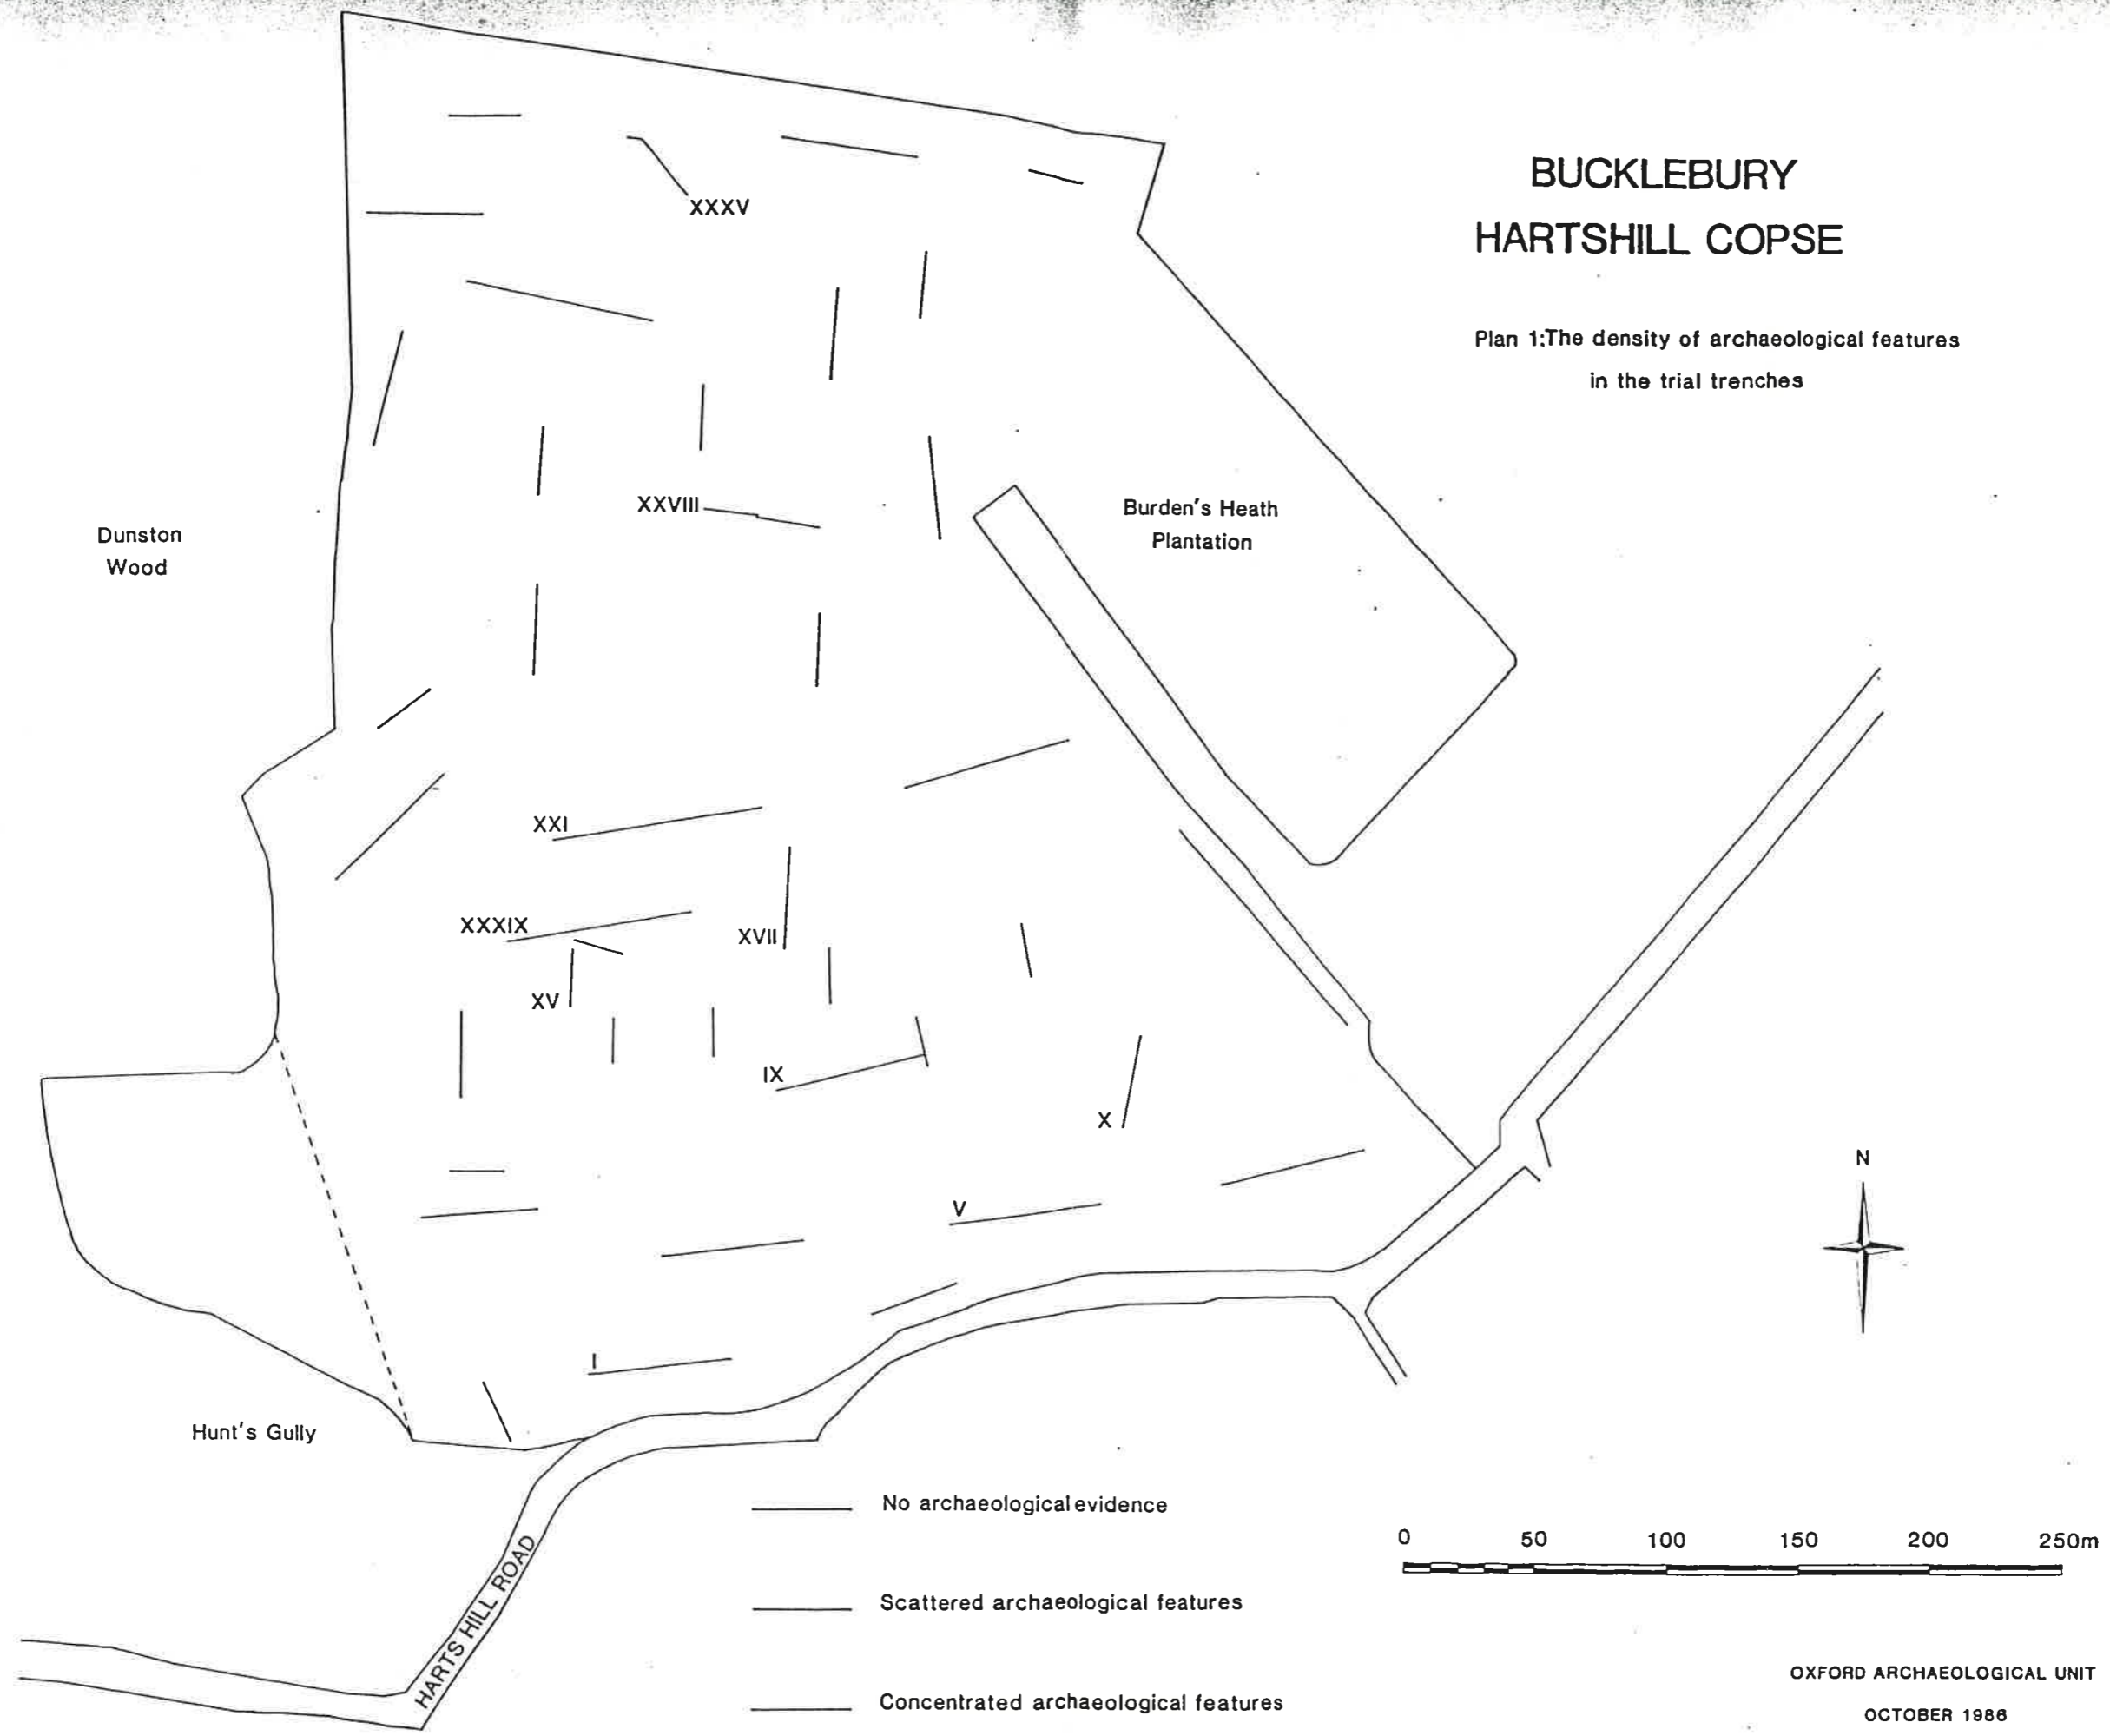 BUCKLEBURY
HARTSHILL COPSE
Plan 1:The density of archaeological features
in the trial trenches
XXXV
XXVIII
Burden's Heath
Plantation
Dunston
Wood
XXI
XXXIX
XVII
XV
IX
X
V
I
N
Hunt's Gully
HARTS HILL ROAD
No archaeological evidence
Scattered archaeological features
Concentrated archaeological features
0 50 100 150 200 250m
OXFORD ARCHAEOLOGICAL UNIT
OCTOBER 1986